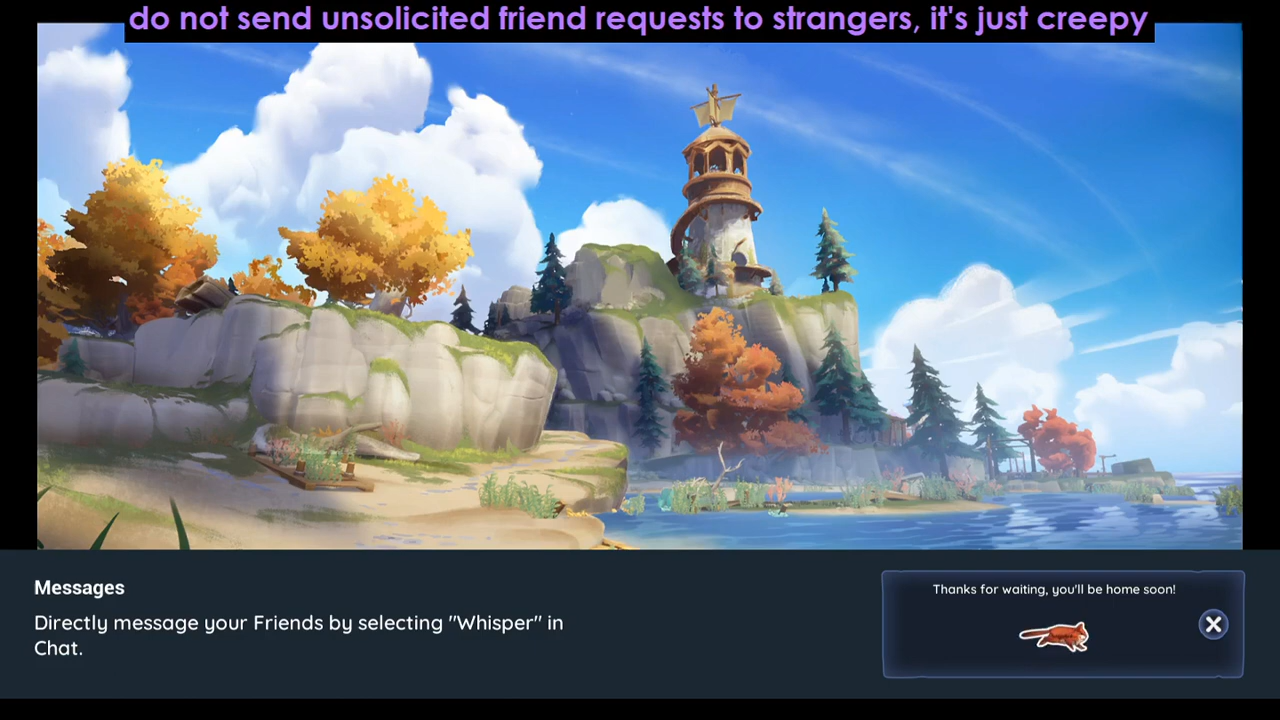 do not send unsolicited friend requests to strangers, it's just creepy
Messages
Directly message your Friends by selecting "Whisper" in
Chat.
Thanks for waiting, you'll be home soon!